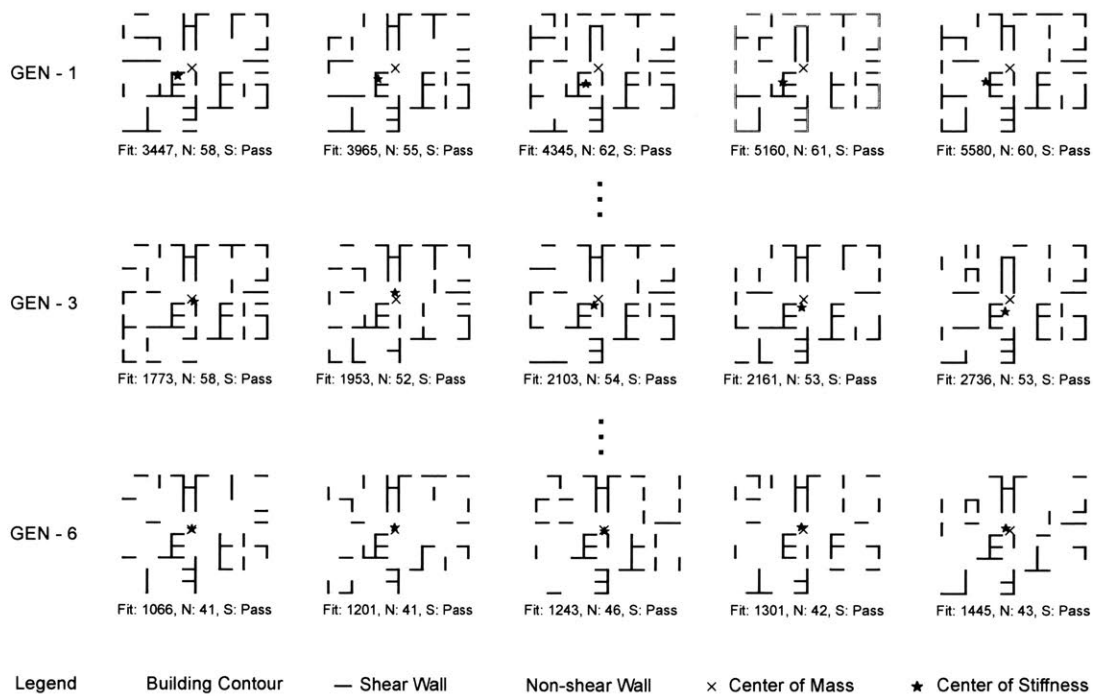 GEN - 1
Fit: 3447, N: 58, S: Pass
Fit: 3965, N: 55, S: Pass
Fit: 4345, N: 62, S: Pass
Fit: 5160, N: 61, S: Pass
Fit: 5580, N: 60, S: Pass
GEN - 3
Fit: 1773, N: 58, S: Pass
Fit: 1953, N: 52, S: Pass
Fit: 2103, N: 54, S: Pass
Fit: 2161, N: 53, S: Pass
Fit: 2736, N: 53, S: Pass
GEN - 6
Fit: 1066, N: 41, S: Pass
Fit: 1201, N: 41, S: Pass
Fit: 1243, N: 46, S: Pass
Fit: 1301, N: 42, S: Pass
Fit: 1445, N: 43, S: Pass
Legend Building Contour Shear Wall Non-shear Wall Center of Mass Center of Stiffness